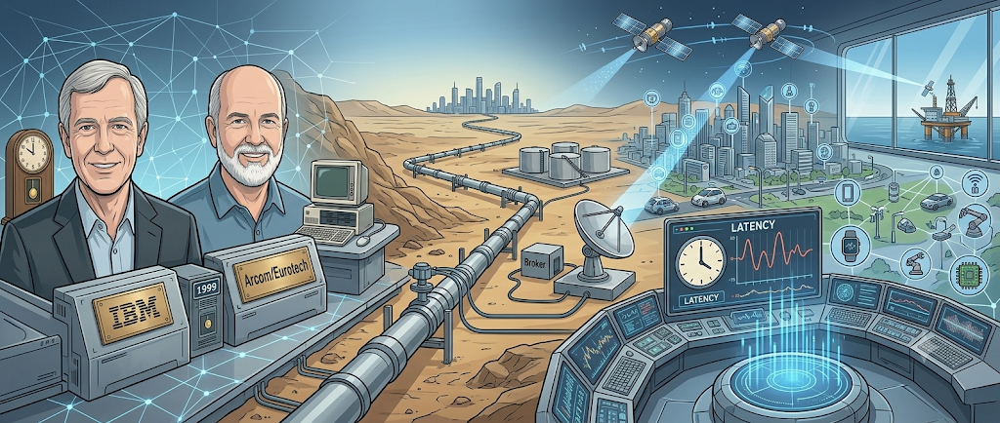 IBM
1999
Arcom/Eurotech
Broker
LATENCY
LATENCY